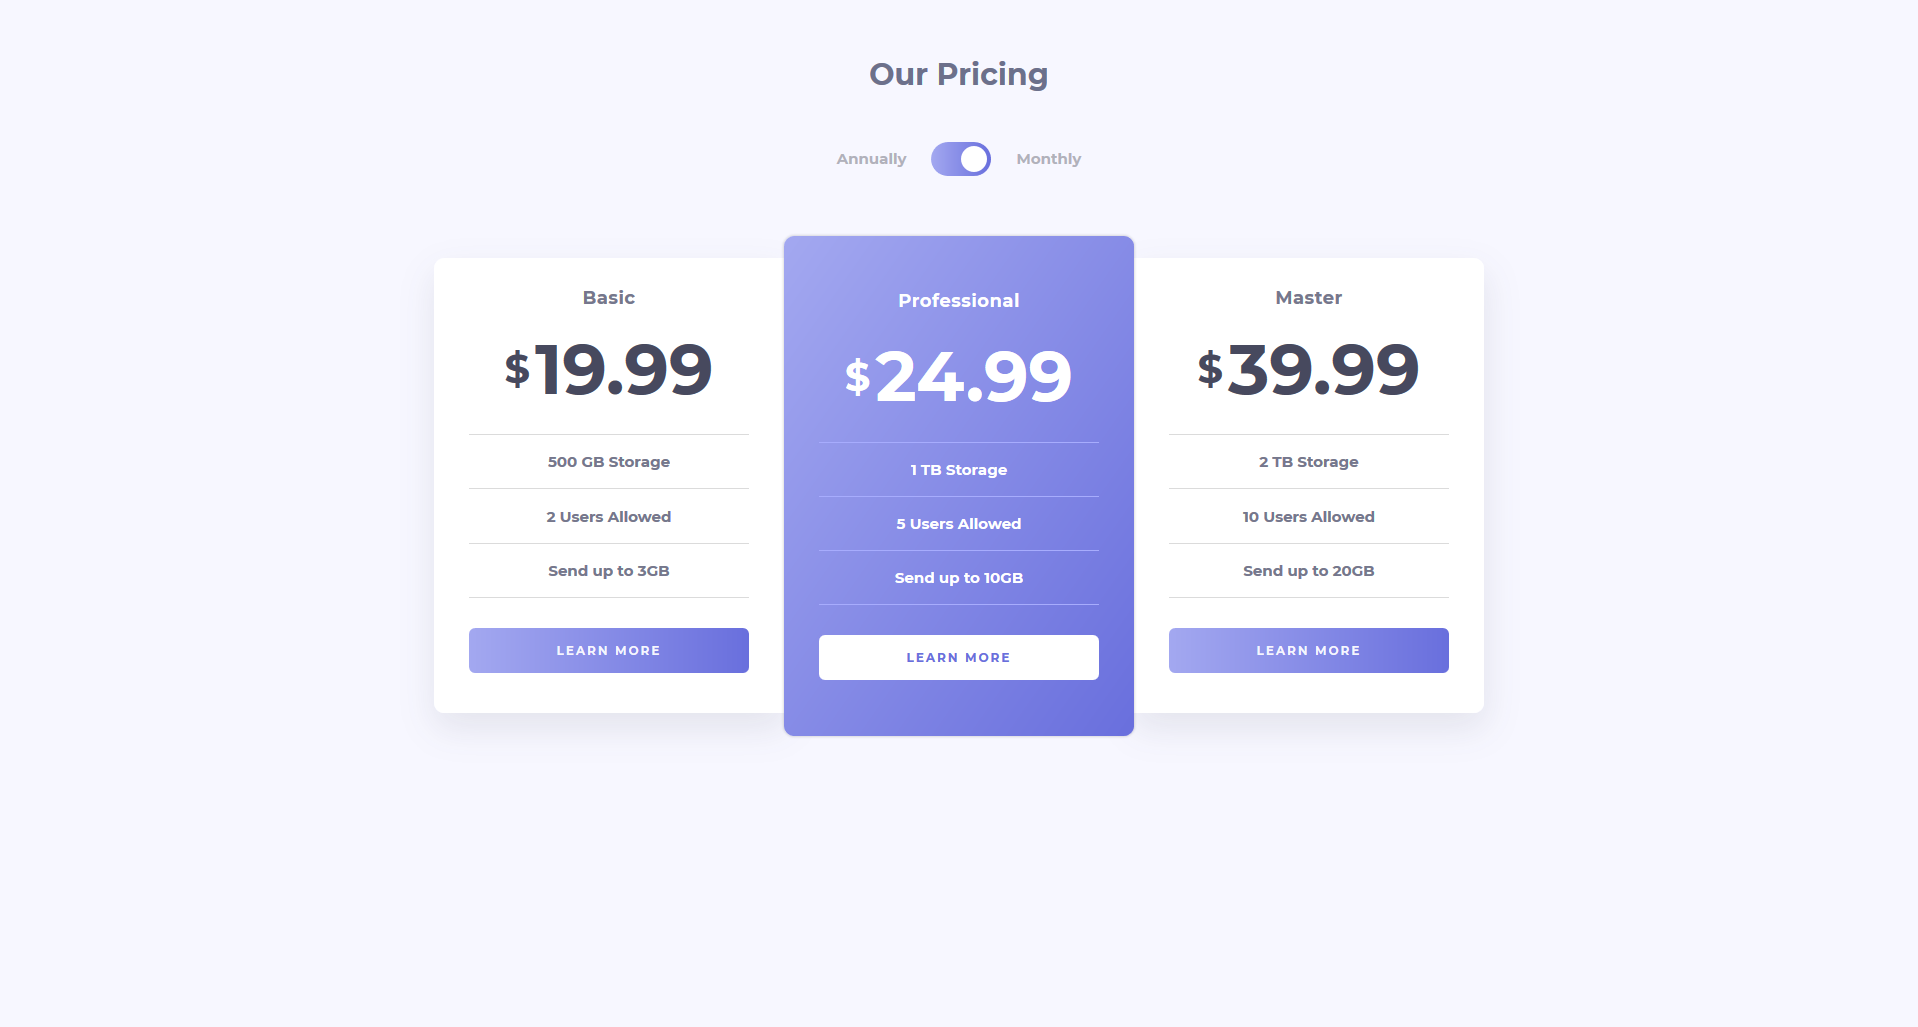 Our Pricing
Annually
Monthly
Basic
$19.99
500 GB Storage
2 Users Allowed
Send up to 3GB
LEARN MORE
Professional
$24.99
1 TB Storage
5 Users Allowed
Send up to 10GB
LEARN MORE
Master
$39.99
2 TB Storage
10 Users Allowed
Send up to 20GB
LEARN MORE